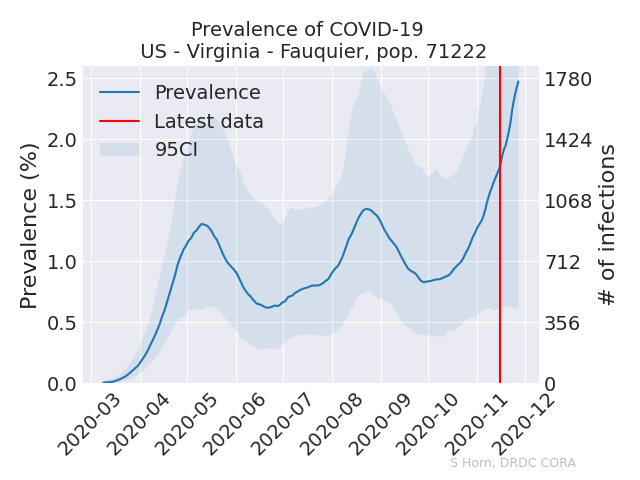 Prevalence of COVID-19
US - Virginia - Fauquier, pop. 71222
Prevalence
Latest data
95CI
Prevalence (%)
2.5
2.0
1.5
1.0
0.5
0.0
1780
1424
1068
712
356
0
# of infections
2020-03
2020-04
2020-05
2020-06
2020-07
2020-08
2020-09
2020-10
2020-11
2020-12
S Horn, DRDC CORA